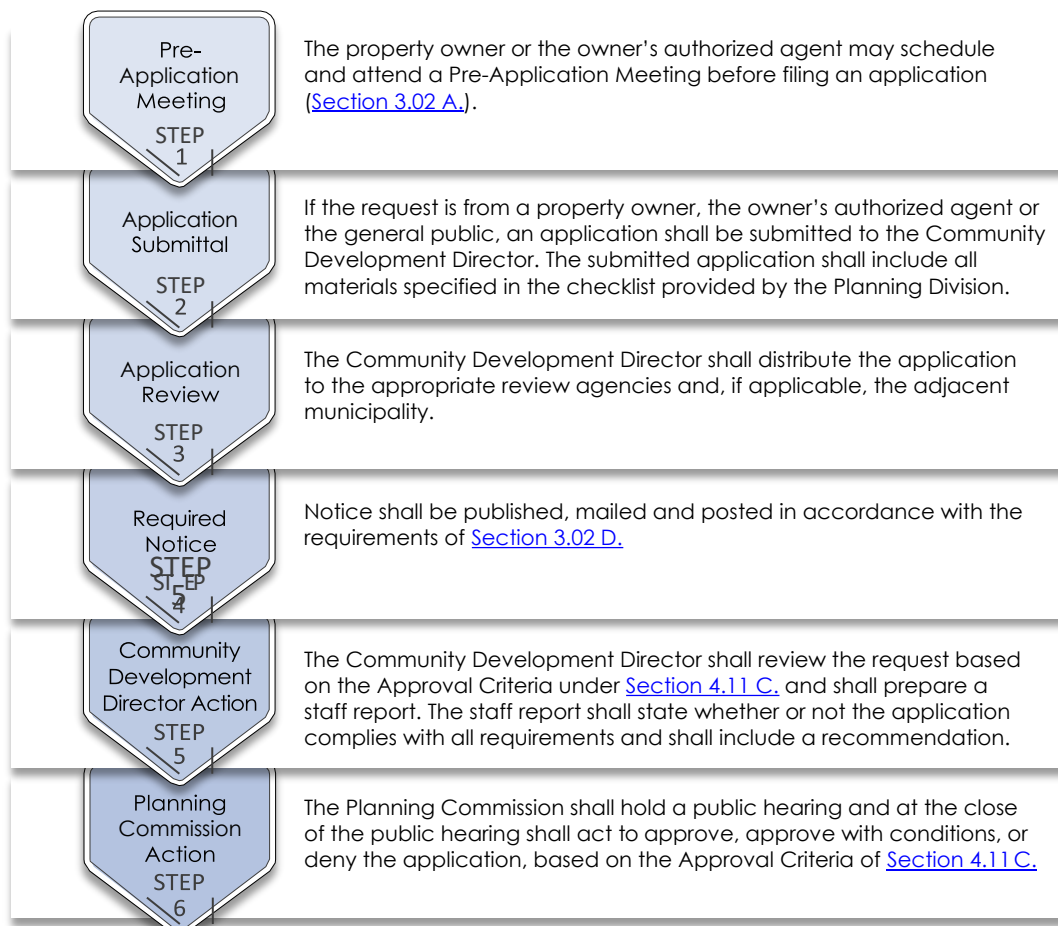 Pre-
Application
Meeting
STEP
1
The property owner or the owner’s authorized agent may schedule
and attend a Pre-Application Meeting before filing an application
(Section 3.02 A.).
Application
Submittal
STEP
2
If the request is from a property owner, the owner’s authorized agent or
the general public, an application shall be submitted to the Community
Development Director. The submitted application shall include all
materials specified in the checklist provided by the Planning Division.
Application
Review
STEP
3
The Community Development Director shall distribute the application
to the appropriate review agencies and, if applicable, the adjacent
municipality.
Required
Notice
STEP
5
STEP
4
Notice shall be published, mailed and posted in accordance with the
requirements of Section 3.02 D.
Community
Development
Director Action
STEP
5
The Community Development Director shall review the request based
on the Approval Criteria under Section 4.11 C. and shall prepare a
staff report. The staff report shall state whether or not the application
complies with all requirements and shall include a recommendation.
Planning
Commission
Action
STEP
6
The Planning Commission shall hold a public hearing and at the close
of the public hearing shall act to approve, approve with conditions, or
deny the application, based on the Approval Criteria of Section 4.11 C.